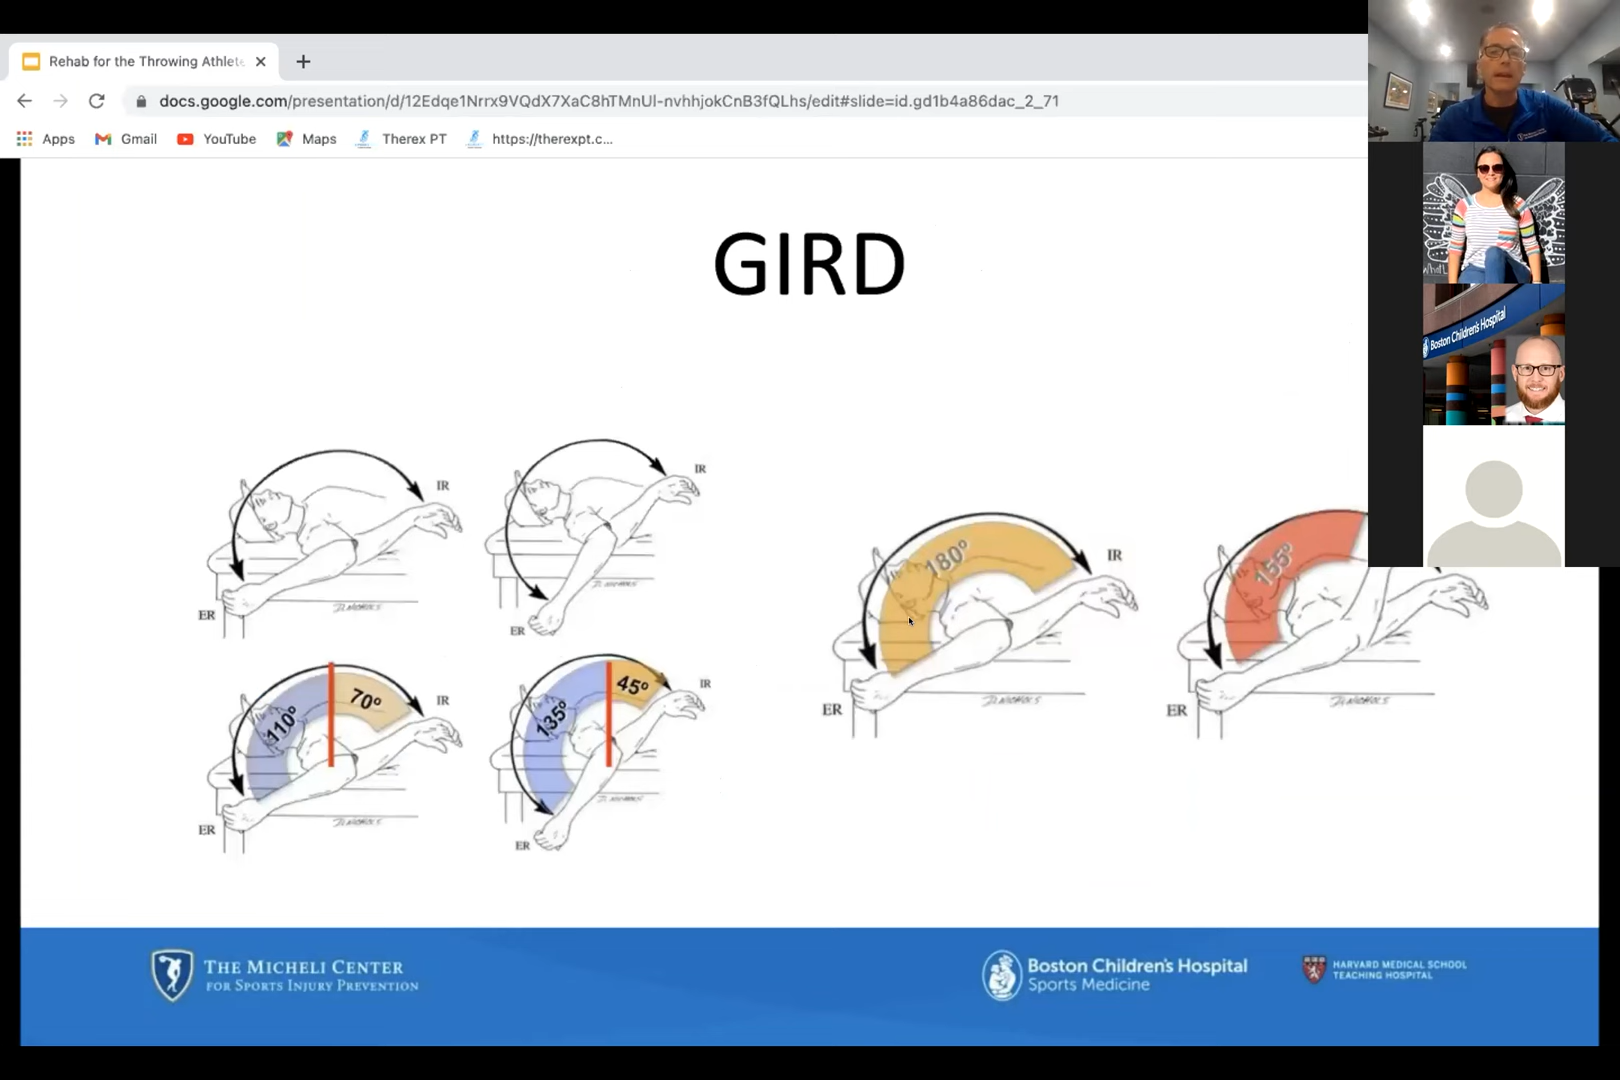 Rehab for the Throwing Athlet
docs.google.com/presentation/d/12Edqe1Nrrx9VQdX7XaC8hTMnUl-nvhhjokCnB3fQLhs/edit#slide=id.gd1b4a86dac_2_71
Apps Gmail YouTube Maps Therex PT https://therexpt.c...
Boston Children's Hospital
GIRD
IR
ER
IR
ER
180°
IR
ER
155°
ER
110°
70°
IR
ER
135°
45°
IR
ER
THE MICHELI CENTER
FOR SPORTS INJURY PREVENTION
Boston Children's Hospital
Sports Medicine
HARVARD MEDICAL SCHOOL
TEACHING HOSPITAL